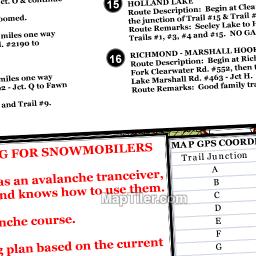 t. O & continue
oomed.
miles one way
l. #2190 to
miles one way
2 - Jct. Q to Fawn
and Trail #9.
15 HOLLAND LAKE
Route Description: Begin at Clea
the junction of Trail #15 & Trail #
Route Remarks: Seeley Lake to H
Trails #1, #3, #4 and #15. NO GA
16 RICHMOND - MARSHALL HOOK
Route Description: Begin at Rich
Fork Clearwater Rd. #552, then t
Lake Marshall Rd. #463 - Jct H.
Route Remarks: Good family tra
G FOR SNOWMOBILERS
as an avalanche tranceiver,
and knows how to use them.
nche course.
g plan based on the current
MAP GPS COORDI
Trail Junction
A
B
C
D
E
F
G
MapTiler.com